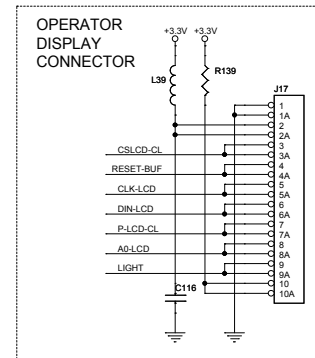 OPERATOR
DISPLAY
CONNECTOR
+3.3V +3.3V
L39
R139
J17
1
1A
2
2A
3
CSLCD-CL 3A
4
RESET-BUF 4A
5
CLK-LCD 5A
6
DIN-LCD 6A
7
P-LCD-CL 7A
8
A0-LCD 8A
9
LIGHT 9A
10
C116 10A